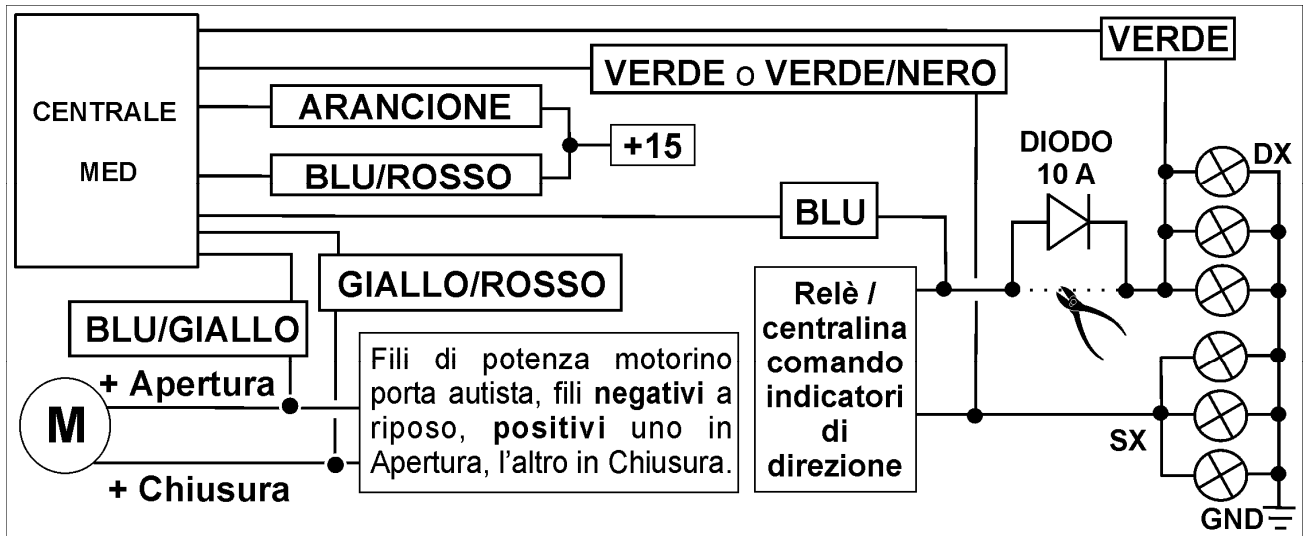 CENTRALE
MED
VERDE
VERDE o VERDE/NERO
ARANCIONE
+15
BLU/ROSSO
DIODO
10 A
DX
BLU
GIALLO/ROSSO
BLU/GIALLO
+ Apertura
M
+ Chiusura
Fili di potenza motorino
porta autista, fili negativi a
riposo, positivi uno in
Apertura, l'altro in Chiusura.
Relè /
centralina
comando
indicatori
di
direzione
SX
GND